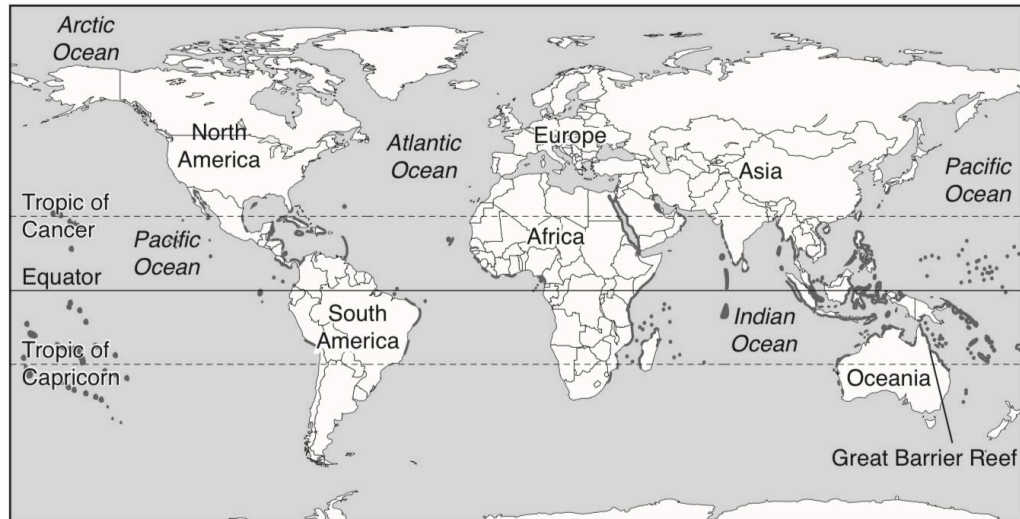 Arctic
Ocean
North
America
Atlantic
Ocean
Europe
Asia
Pacific
Ocean
Tropic of
Cancer
Pacific
Ocean
Africa
Equator
South
America
Indian
Ocean
Tropic of
Capricorn
Oceania
Great Barrier Reef